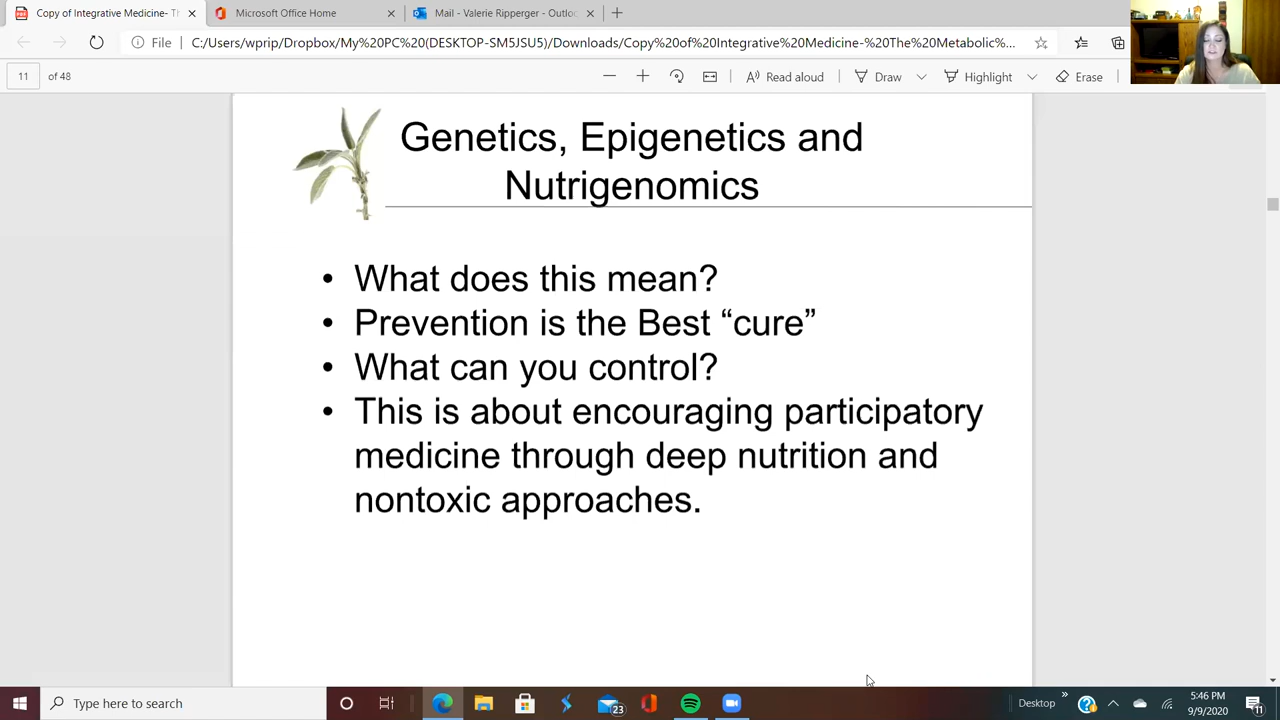 Copy of Integrative Medicine- Th
Microsoft Office Home
Mail - Valerie Ripperger - Outloo
File
C:/Users/wprip/Dropbox/My%20PC%20(DESKTOP-SM5JSU5)/Downloads/Copy%20of%20Integrative%20Medicine-%20The%20Metabolic%...
11 of 48
Read aloud
Draw
Highlight
Erase
Genetics, Epigenetics and
Nutrigenomics
• What does this mean?
• Prevention is the Best “cure”
• What can you control?
• This is about encouraging participatory
medicine through deep nutrition and
nontoxic approaches.
Type here to search
23
Desktop
5:46 PM
9/9/2020
11